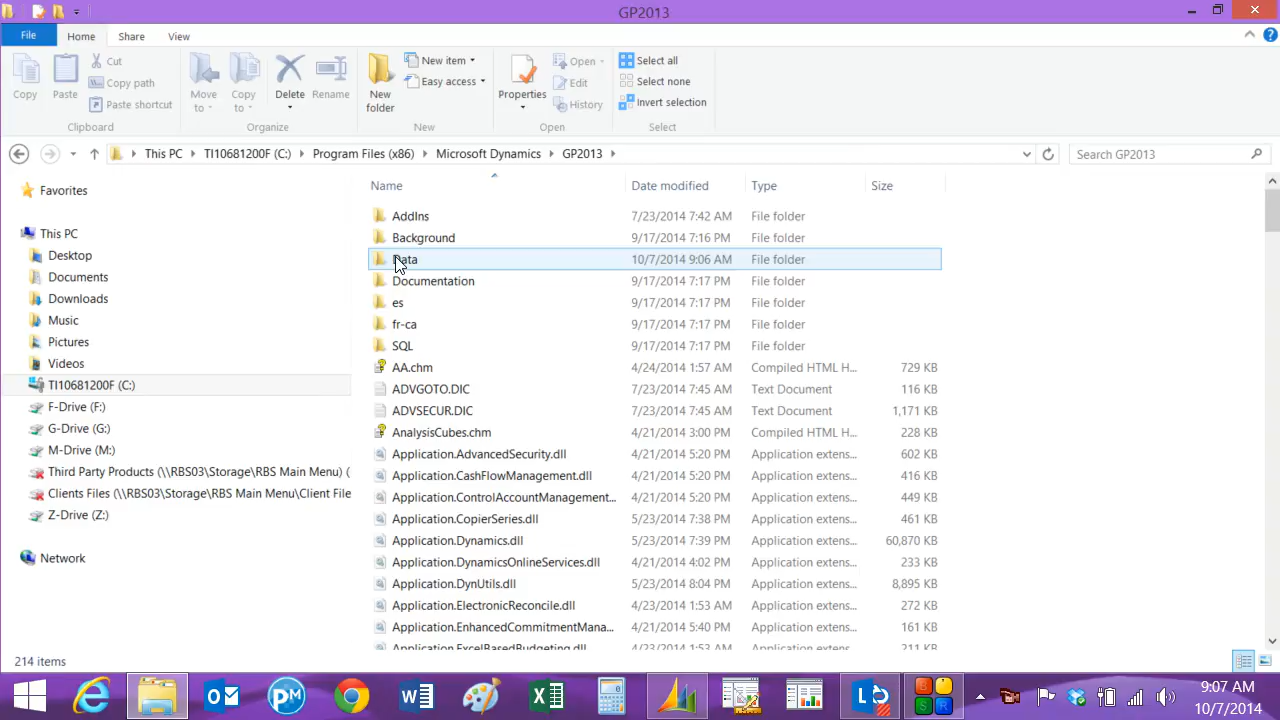 GP2013
File Home Share View
Copy Paste Cut Copy path Paste shortcut Move to Copy to Delete Rename New folder New item Easy access Properties Open Edit History Select all Select none Invert selection
Clipboard Organize New Open Select
This PC TI10681200F (C:) Program Files (x86) Microsoft Dynamics GP2013 Search GP2013
Favorites
This PC
Desktop
Documents
Downloads
Music
Pictures
Videos
TI10681200F (C:)
F-Drive (F:)
G-Drive (G:)
M-Drive (M:)
Third Party Products (\\RBS03\Storage\RBS Main Menu) (
Clients Files (\\RBS03\Storage\RBS Main Menu\Client File
Z-Drive (Z:)
Network
Name Date modified Type Size
AddIns 7/23/2014 7:42 AM File folder
Background 9/17/2014 7:16 PM File folder
Data 10/7/2014 9:06 AM File folder
Documentation 9/17/2014 7:17 PM File folder
es 9/17/2014 7:17 PM File folder
fr-ca 9/17/2014 7:17 PM File folder
SQL 9/17/2014 7:17 PM File folder
AA.chm 4/24/2014 1:57 AM Compiled HTML H... 729 KB
ADVGOTO.DIC 7/23/2014 7:45 AM Text Document 116 KB
ADVSECUR.DIC 7/23/2014 7:45 AM Text Document 1,171 KB
AnalysisCubes.chm 4/21/2014 3:00 PM Compiled HTML H... 228 KB
Application.AdvancedSecurity.dll 4/21/2014 5:20 PM Application extens... 602 KB
Application.CashFlowManagement.dll 4/21/2014 5:20 PM Application extens... 416 KB
Application.ControlAccountManagement... 4/21/2014 5:20 PM Application extens... 449 KB
Application.CopierSeries.dll 5/23/2014 7:38 PM Application extens... 461 KB
Application.Dynamics.dll 5/23/2014 7:39 PM Application extens... 60,870 KB
Application.DynamicsOnlineServices.dll 4/21/2014 4:02 PM Application extens... 233 KB
Application.DynUtils.dll 5/23/2014 8:04 PM Application extens... 8,895 KB
Application.ElectronicReconcile.dll 4/23/2014 1:53 AM Application extens... 272 KB
Application.EnhancedCommitmentMana... 4/21/2014 5:40 PM Application extens... 161 KB
Application.ExcelBasedBudgeting.dll 4/23/2014 1:53 AM Application extens... 211 KB
214 items
9:07 AM
10/7/2014